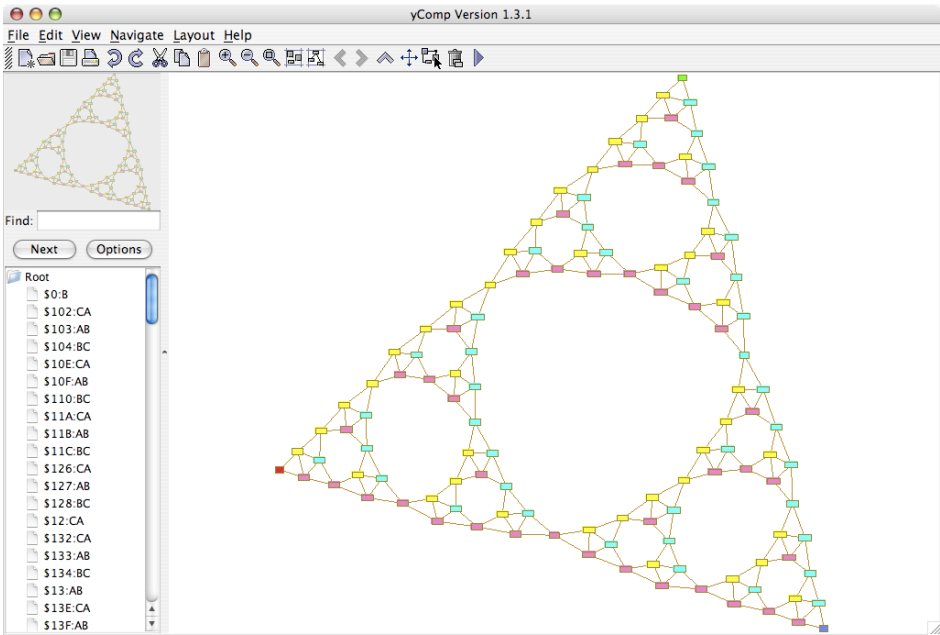 yComp Version 1.3.1
File Edit View Navigate Layout Help
Find:
Next Options
Root
$0:B
$102:CA
$103:AB
$104:BC
$10E:CA
$10F:AB
$110:BC
$11A:CA
$11B:AB
$11C:BC
$126:CA
$127:AB
$128:BC
$12:CA
$132:CA
$133:AB
$134:BC
$13:AB
$13E:CA
$13F:AB